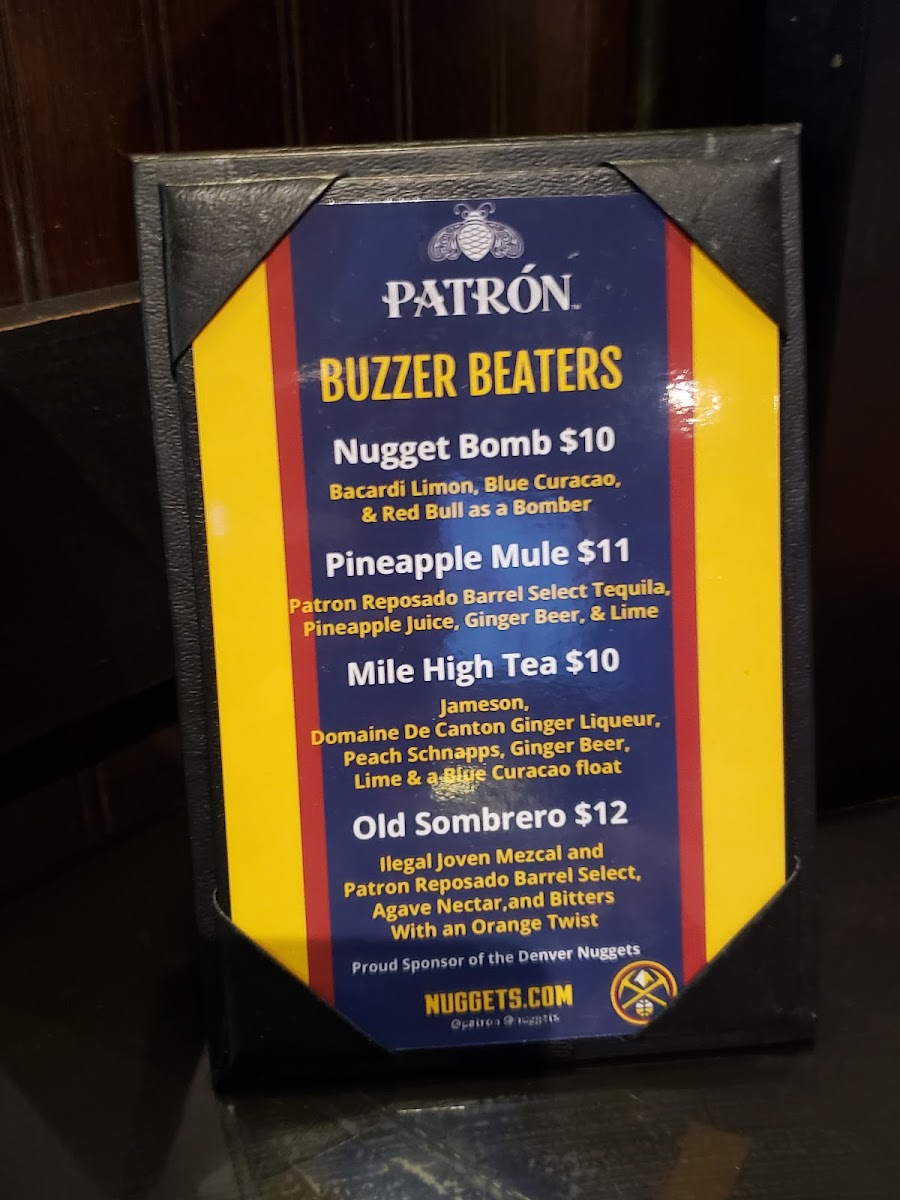 PATRÓN™
BUZZER BEATERS
Nugget Bomb $10
Bacardi Limon, Blue Curacao,
& Red Bull as a Bomber
Pineapple Mule $11
Patron Reposado Barrel Select Tequila,
Pineapple Juice, Ginger Beer, & Lime
Mile High Tea $10
Jameson,
Domaine De Canton Ginger Liqueur,
Peach Schnapps, Ginger Beer,
Lime & a Blue Curacao float
Old Sombrero $12
Ilegal Joven Mezcal and
Patron Reposado Barrel Select,
Agave Nectar,and Bitters
With an Orange Twist
Proud Sponsor of the Denver Nuggets
NUGGETS.COM
@patron @nuggets